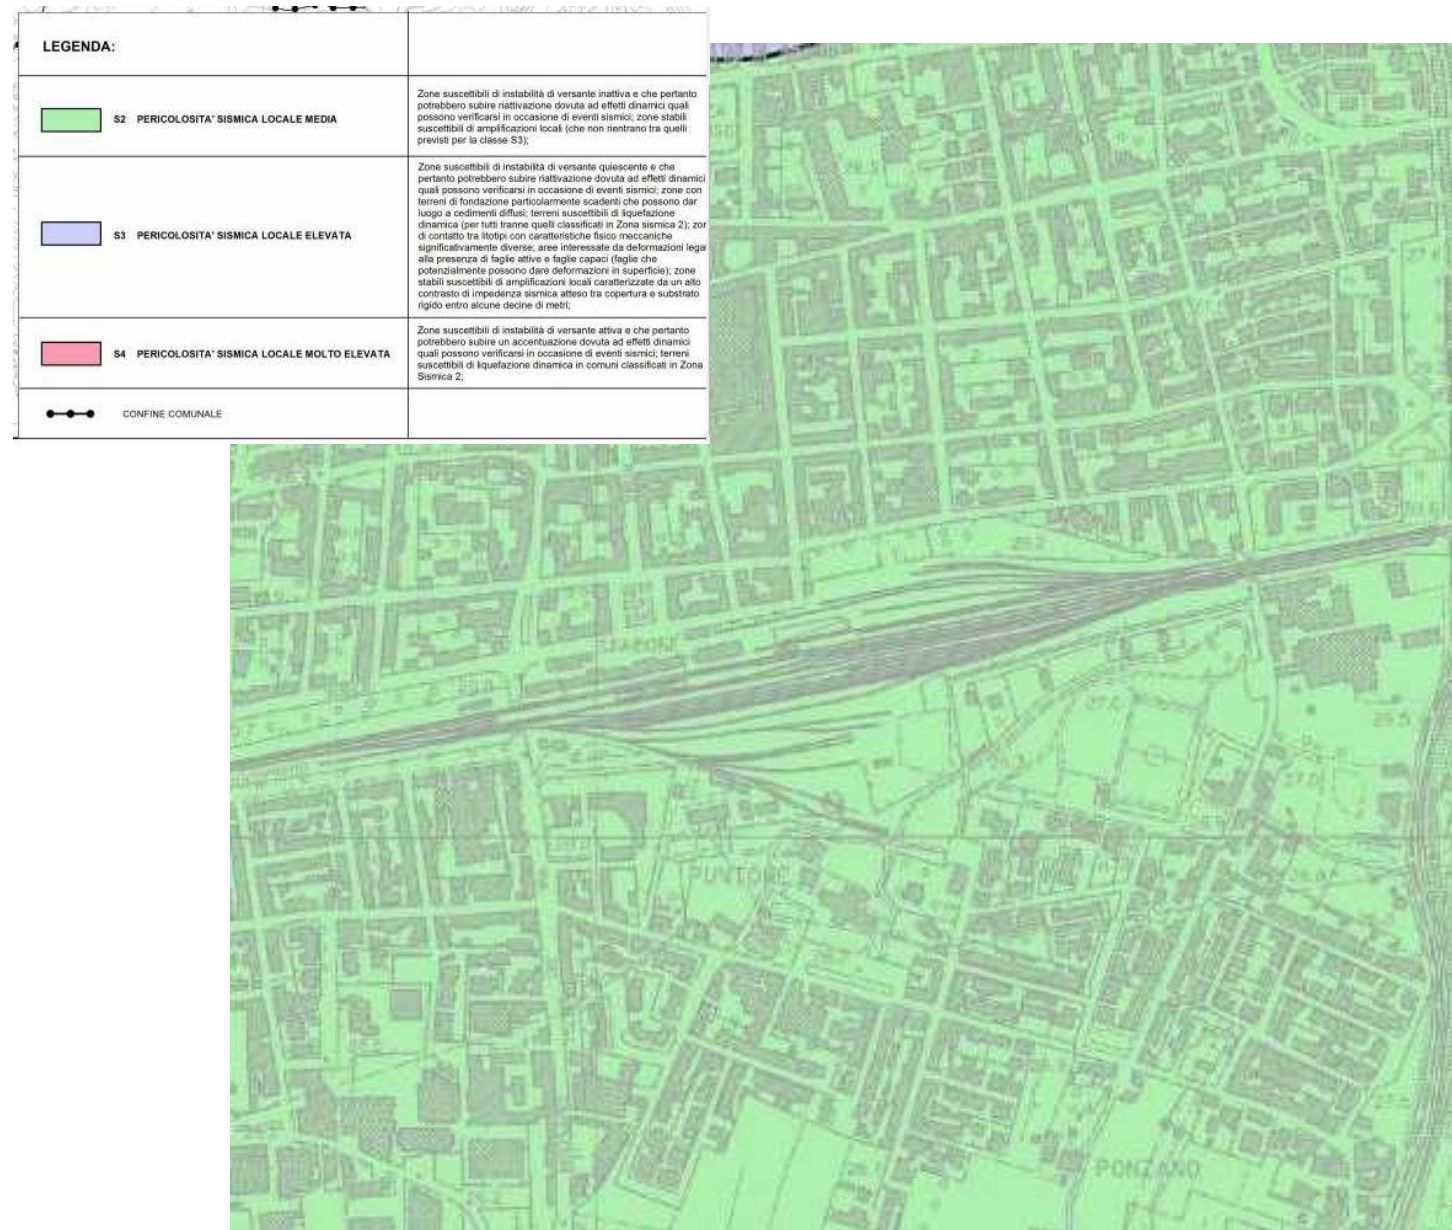 LEGENDA:
S2 PERICOLOSITA' SISMICA LOCALE MEDIA
Zone suscettibili di instabilità di versante inattiva e che pertanto
potrebbero subire riattivazione dovuta ad effetti dinamici quali
possono verificarsi in occasione di eventi sismici; zone stabili
suscettibili di amplificazioni locali (che non rientrano tra quelli
previsti per la classe S3);
S3 PERICOLOSITA' SISMICA LOCALE ELEVATA
Zone suscettibili di instabilità di versante quiescente e che
pertanto potrebbero subire riattivazione dovuta ad effetti dinamici
quali possono verificarsi in occasione di eventi sismici; zone con
terreni di fondazione particolarmente scadenti che possono dar
luogo a cedimenti diffusi; terreni suscettibili di liquefazione
dinamica (per tutti tranne quelli classificati in Zona sismica 2); zon
di contatto tra litotipi con caratteristiche fisico meccaniche
significativamente diverse; aree interessate da deformazioni lega
alla presenza di faglie attive e faglie capaci (faglie che
potenzialmente possono dare deformazioni in superficie); zone
stabili suscettibili di amplificazioni locali caratterizzate da un alto
contrasto di impedenza sismica atteso tra copertura e substrato
rigido entro alcune decine di metri;
S4 PERICOLOSITA' SISMICA LOCALE MOLTO ELEVATA
Zone suscettibili di instabilità di versante attiva e che pertanto
potrebbero subire un accentuazione dovuta ad effetti dinamici
quali possono verificarsi in occasione di eventi sismici; terreni
suscettibili di liquefazione dinamica in comuni classificati in Zona
Sismica 2;
CONFINE COMUNALE
STAZIONE
PUNTONE
PONZANO